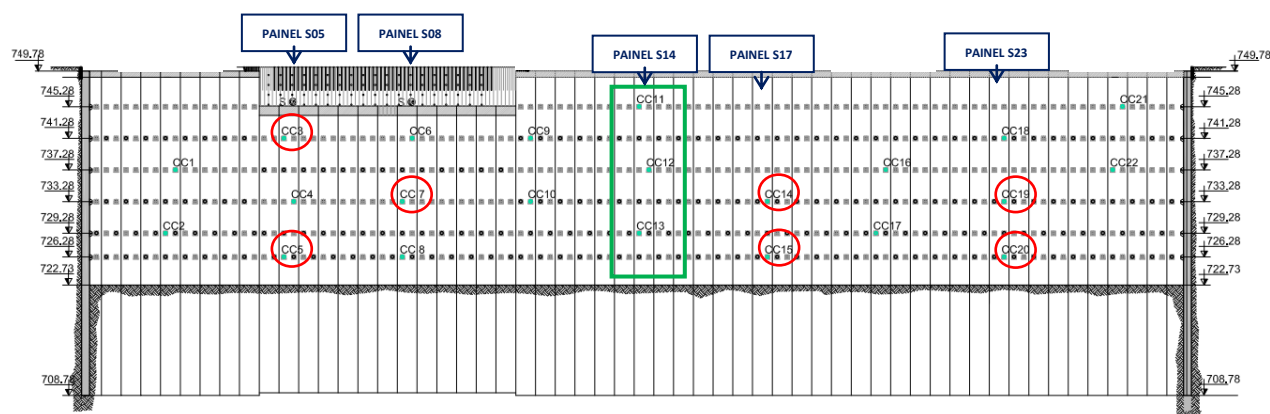 PAINEL S05
PAINEL S08
PAINEL S14
PAINEL S17
PAINEL S23
749.78
749.78
745.28
S
S
CC11
CC21
745.28
741.28
CC3
CC6
CC9
CC18
741.28
737.28
CC1
CC12
CC16
CC22
737.28
733.28
CC4
CC7
CC10
CC14
CC19
733.28
729.28
CC2
CC13
CC17
729.28
726.28
CC5
CC8
CC15
CC20
726.28
722.73
722.73
708.78
708.78